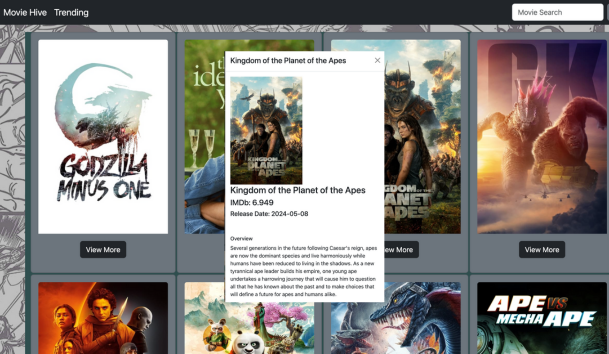 Movie Hive Trending
Movie Search
GODZILLA
MINUS ONE
View More
ide
y
Kingdom of the Planet of the Apes
KINGDOM OF THE
PLANET
APES
Kingdom of the Planet of the Apes
IMDb: 6.949
Release Date: 2024-05-08
Overview
Several generations in the future following Caesar's reign, apes
are now the dominant species and live harmoniously while
humans have been reduced to living in the shadows. As a new
tyrannical ape leader builds his empire, one young ape
undertakes a harrowing journey that will cause him to question
all that he has known about the past and to make choices that
will define a future for apes and humans alike.
DOM OF THE
APES
View More
View More
APE VS
MECHA APE